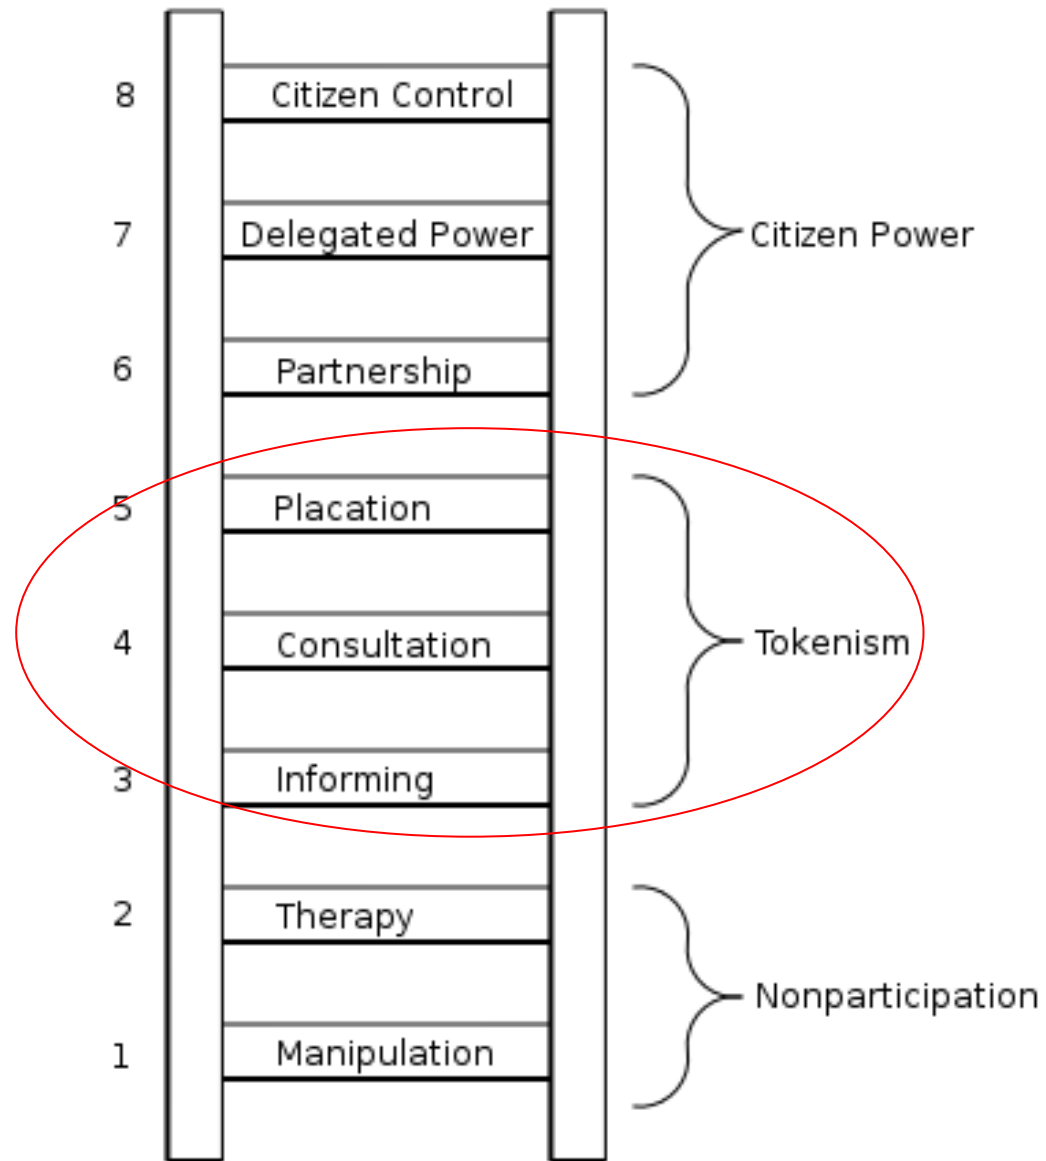 8 Citizen Control
7 Delegated Power
Citizen Power
6 Partnership
5 Placation
4 Consultation
Tokenism
3 Informing
2 Therapy
Nonparticipation
1 Manipulation